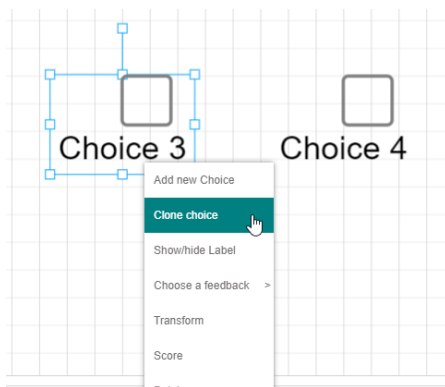 Choice 3
Choice 4
Add new Choice
Clone choice
Show/hide Label
Choose a feedback >
Transform
Score